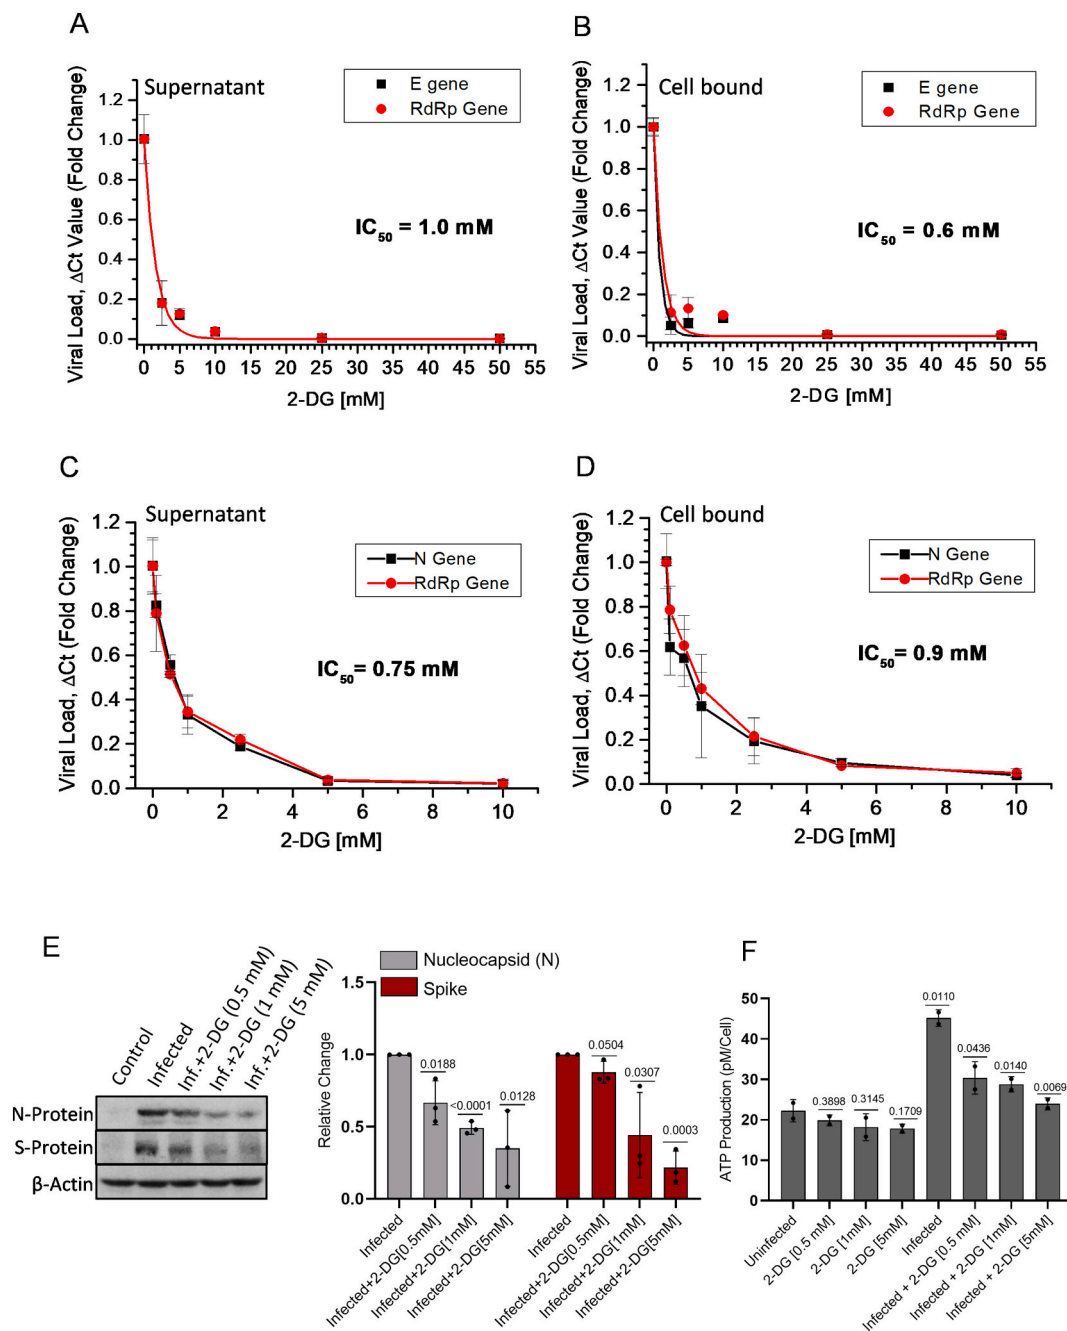 A
Supernatant
E gene
RdRp Gene
IC50 = 1.0 mM
Viral Load, ΔCt Value (Fold Change)
1.2
1.0
0.8
0.6
0.4
0.2
0.0
0 5 10 15 20 25 30 35 40 45 50 55
2-DG [mM]
B
Cell bound
E gene
RdRp Gene
IC50 = 0.6 mM
Viral Load, ΔCt Value (Fold Change)
1.2
1.0
0.8
0.6
0.4
0.2
0.0
0 5 10 15 20 25 30 35 40 45 50 55
2-DG [mM]
C
Supernatant
N Gene
RdRp Gene
IC50= 0.75 mM
Viral Load, ΔCt (Fold Change)
1.2
1.0
0.8
0.6
0.4
0.2
0.0
0 2 4 6 8 10
2-DG [mM]
D
Cell bound
N Gene
RdRp Gene
IC50= 0.9 mM
Viral Load, ΔCt (Fold Change)
1.2
1.0
0.8
0.6
0.4
0.2
0.0
0 2 4 6 8 10
2-DG [mM]
E
Control
Infected
Inf.+2-DG (0.5 mM)
Inf.+2-DG (1 mM)
Inf.+2-DG (5 mM)
N-Protein
S-Protein
β-Actin
Nucleocapsid (N)
Spike
Relative Change
1.5
1.0
0.5
0.0
0.0188
<0.0001
0.0128
0.0504
0.0307
0.0003
Infected
Infected+2-DG[0.5mM]
Infected+2-DG[1mM]
Infected+2-DG[5mM]
Infected
Infected+2-DG[0.5mM]
Infected+2-DG[1mM]
Infected+2-DG[5mM]
F
ATP Production (pM/Cell)
50
40
30
20
10
0
0.3898
0.3145
0.1709
0.0110
0.0436
0.0140
0.0069
Uninfected
2-DG [0.5 mM]
2-DG [1mM]
2-DG [5mM]
Infected
Infected + 2-DG [0.5 mM]
Infected + 2-DG [1mM]
Infected + 2-DG [5mM]